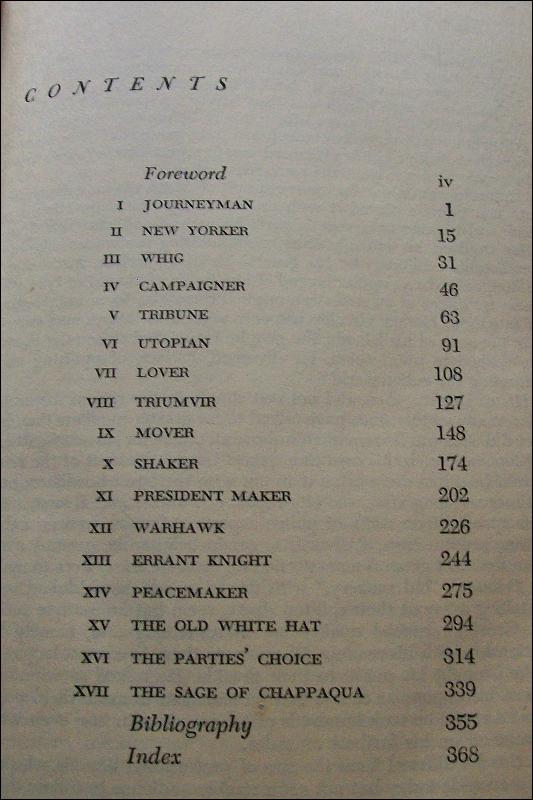 CONTENTS
Foreword iv
I JOURNEYMAN 1
II NEW YORKER 15
III WHIG 31
IV CAMPAIGNER 46
V TRIBUNE 63
VI UTOPIAN 91
VII LOVER 108
VIII TRIUMVIR 127
IX MOVER 148
X SHAKER 174
XI PRESIDENT MAKER 202
XII WARHAWK 226
XIII ERRANT KNIGHT 244
XIV PEACEMAKER 275
XV THE OLD WHITE HAT 294
XVI THE PARTIES' CHOICE 314
XVII THE SAGE OF CHAPPAQUA 339
Bibliography 355
Index 368